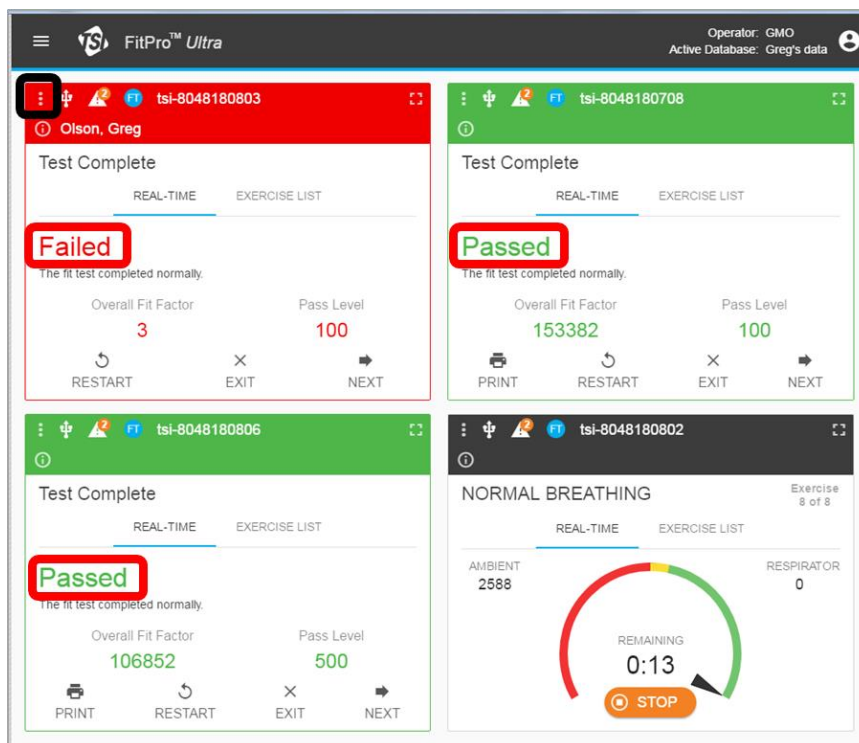 TSI FitPro™ Ultra
Operator: GMO
Active Database: Greg's data
2 FT tsi-8048180803
Olson, Greg
Test Complete
REAL-TIME EXERCISE LIST
Failed
The fit test completed normally.
Overall Fit Factor Pass Level
3 100
RESTART EXIT NEXT
2 FT tsi-8048180708
Test Complete
REAL-TIME EXERCISE LIST
Passed
The fit test completed normally.
Overall Fit Factor Pass Level
153382 100
PRINT RESTART EXIT NEXT
2 FT tsi-8048180806
Test Complete
REAL-TIME EXERCISE LIST
Passed
The fit test completed normally.
Overall Fit Factor Pass Level
106852 500
PRINT RESTART EXIT NEXT
2 FT tsi-8048180802
NORMAL BREATHING Exercise
8 of 8
REAL-TIME EXERCISE LIST
AMBIENT RESPIRATOR
2588 0
REMAINING
0:13
STOP